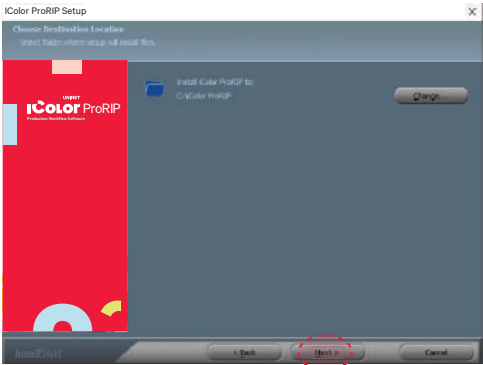 IColor ProRIP Setup
Choose Destination Location
Select folder where setup will install files.
UNINET
IColor ProRIP
Production Workflow Software
Install iColor ProRIP to:
C:\iColor ProRIP
Change...
InstallShield
< Back
Next >
Cancel